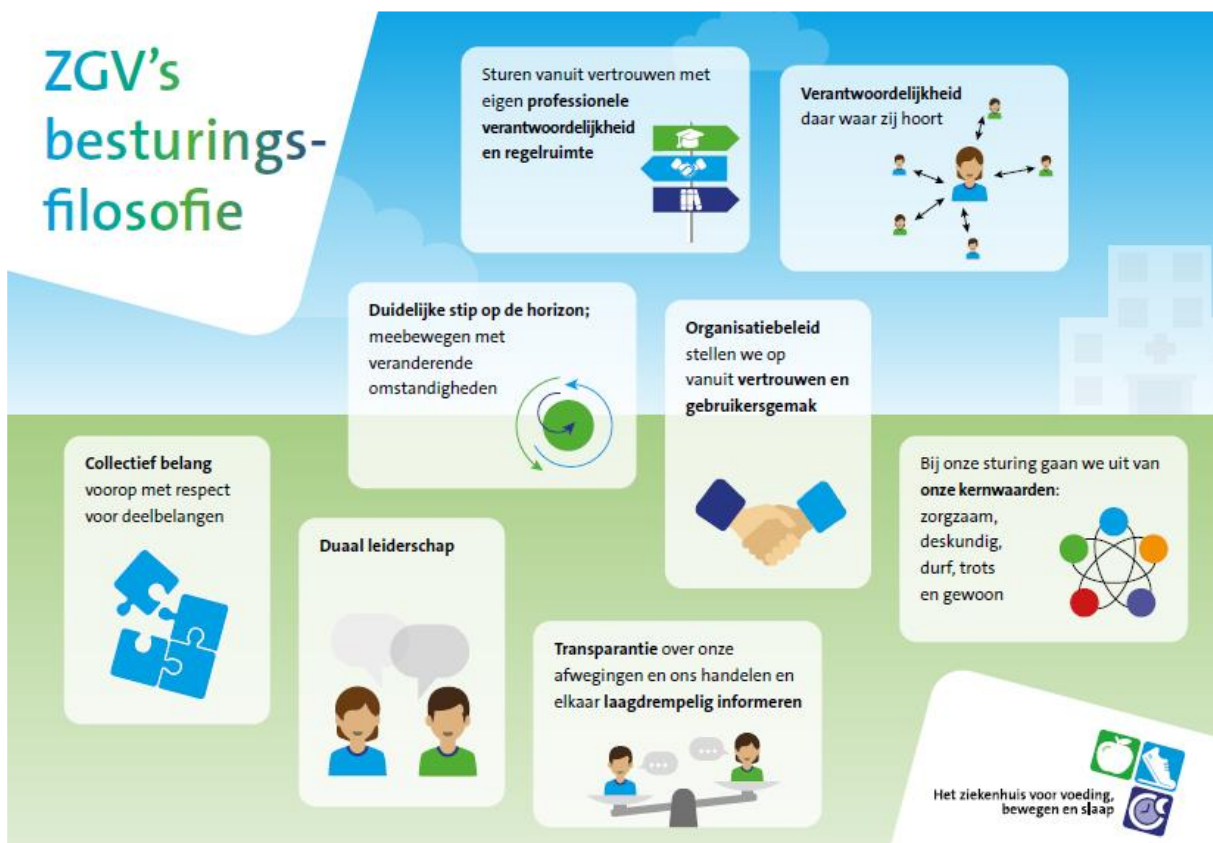 ZGV's
besturings-
filosofie
Sturen vanuit vertrouwen met
eigen professionele
verantwoordelijkheid
en regelruimte
Verantwoordelijkheid
daar waar zij hoort
Duidelijke stip op de horizon;
meebewegen met
veranderende
omstandigheden
Organisatiebeleid
stellen we op
vanuit vertrouwen en
gebruikersgemak
Collectief belang
voorop met respect
voor deelbelangen
Duaal leiderschap
Bij onze sturing gaan we uit van
onze kernwaarden:
zorgzaam,
deskundig,
durf, trots
en gewoon
Transparantie over onze
afwegingen en ons handelen en
elkaar laagdrempelig informeren
Het ziekenhuis voor voeding,
bewegen en slaap